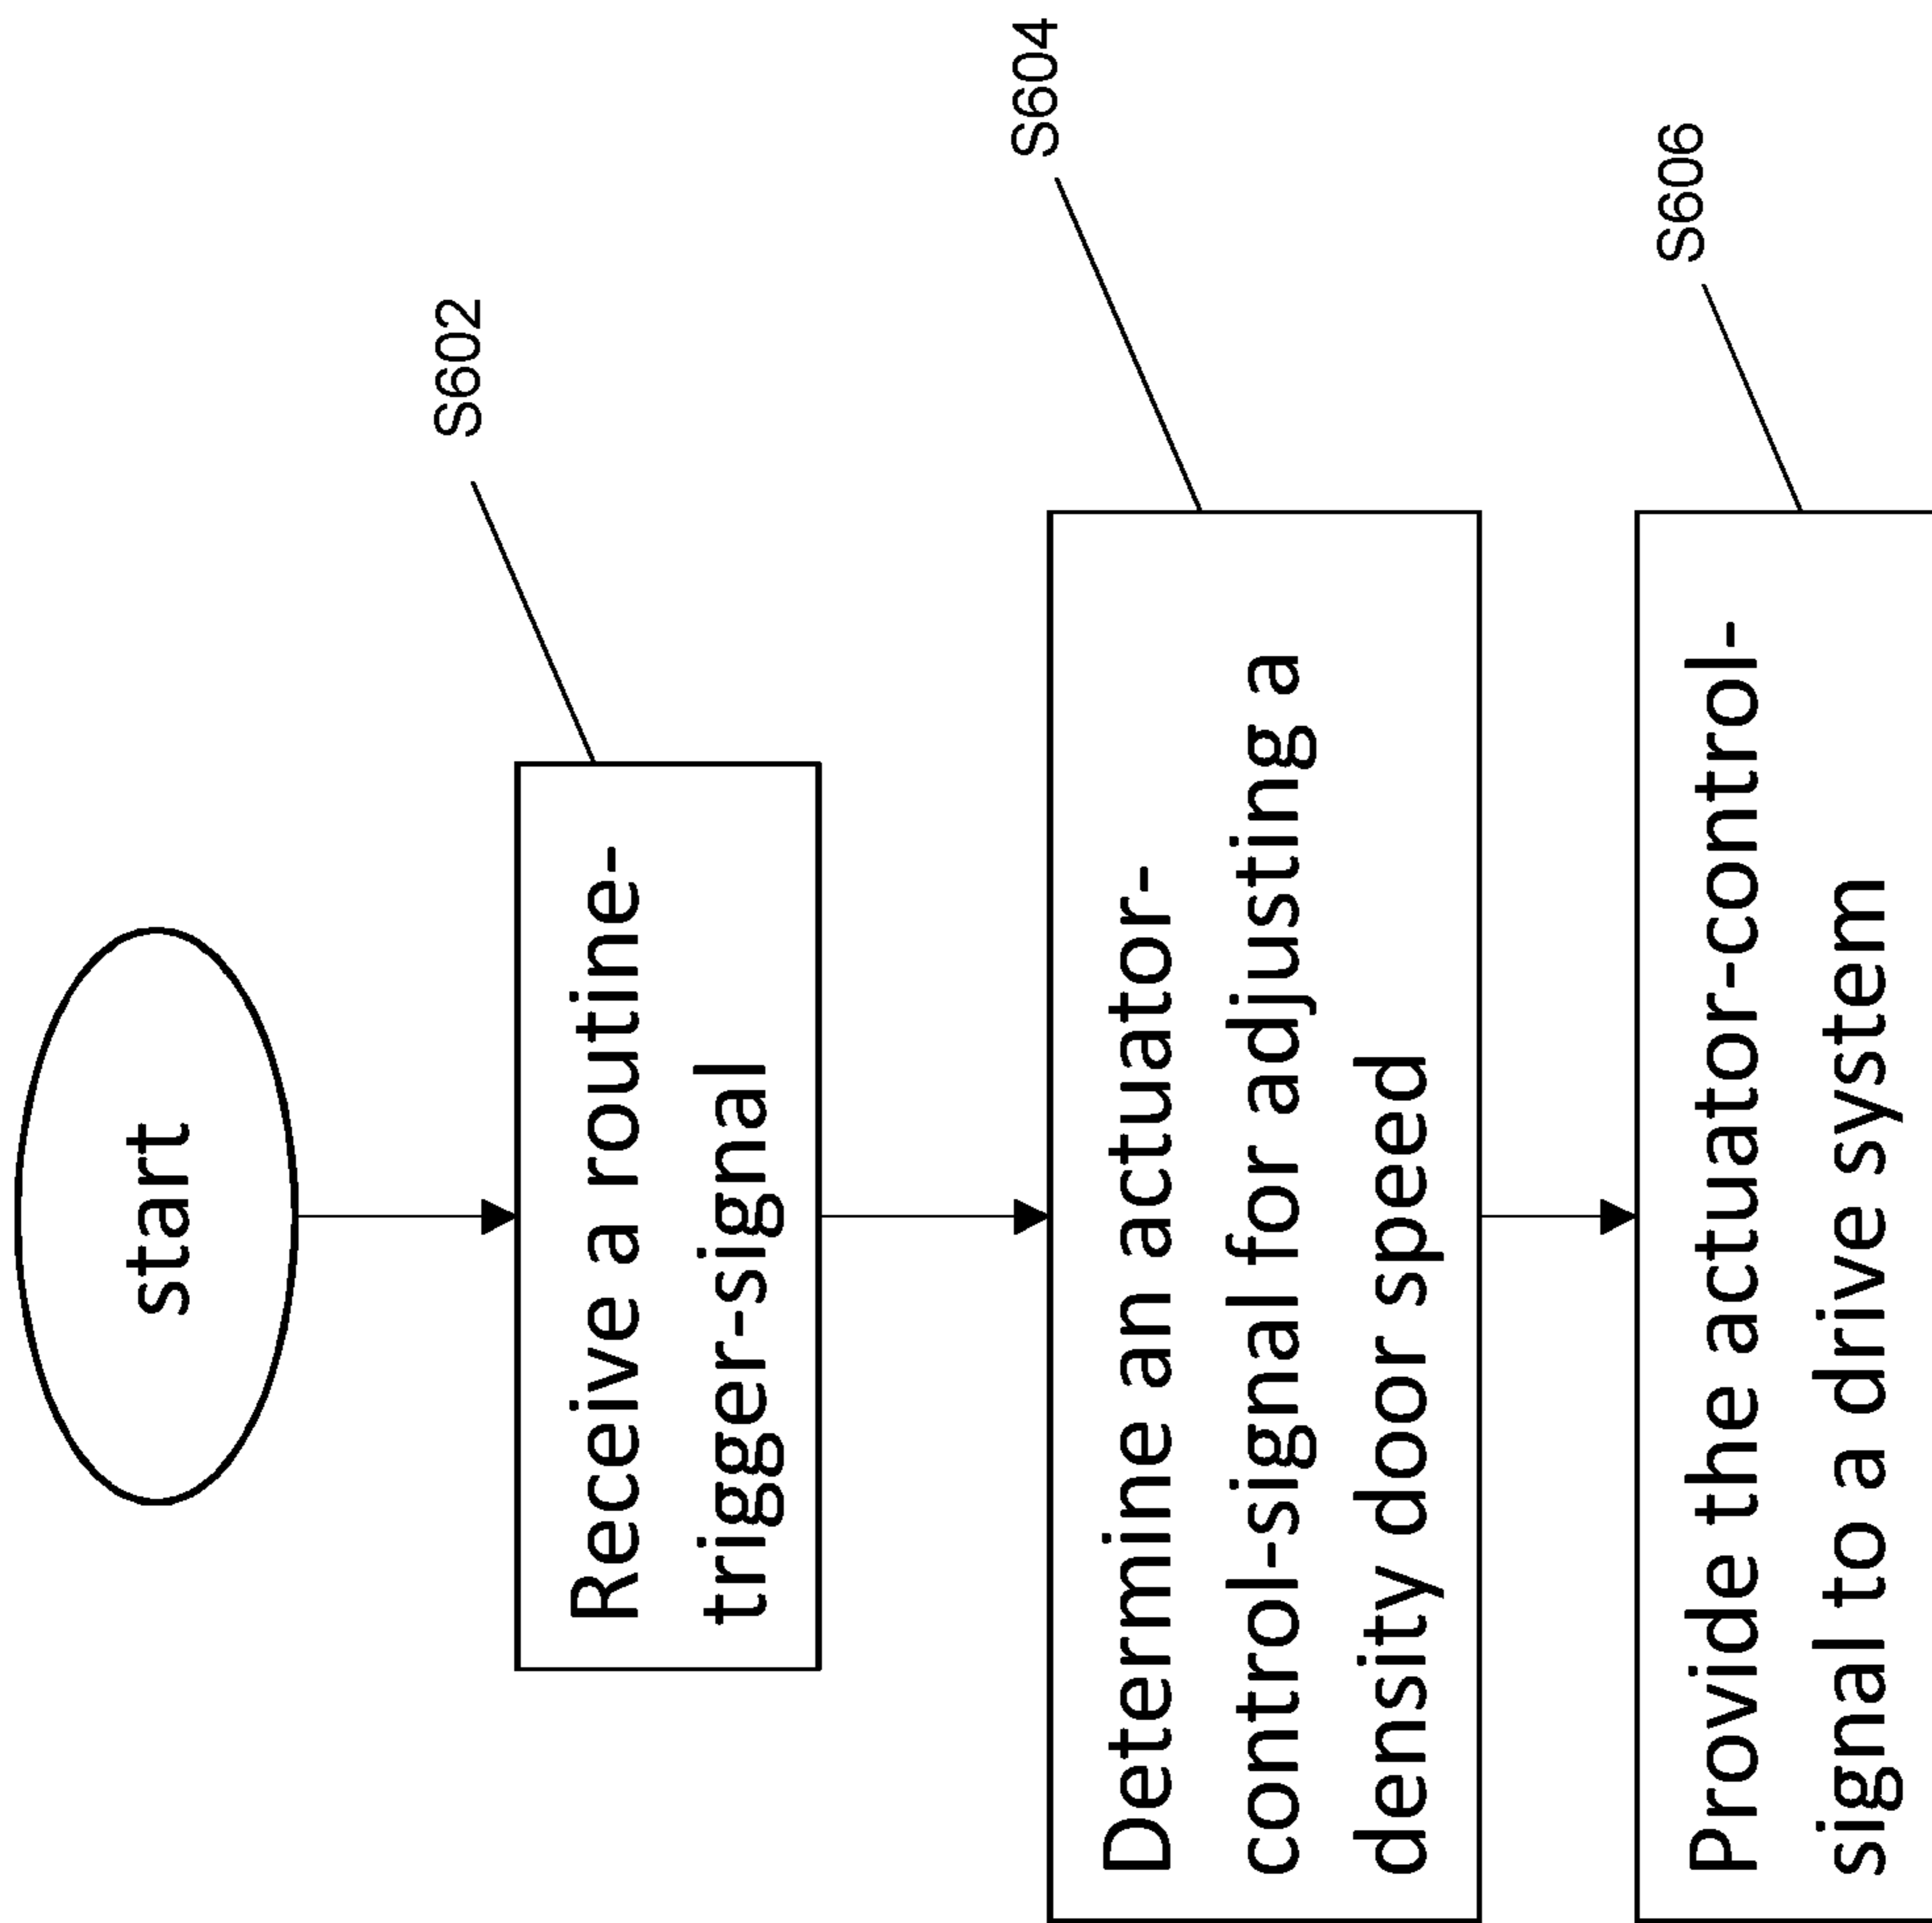 start
S602
Receive a routine-
trigger-signal
S604
Determine an actuator-
control-signal for adjusting a
density door speed
S606
Provide the actuator-control-
signal to a drive system